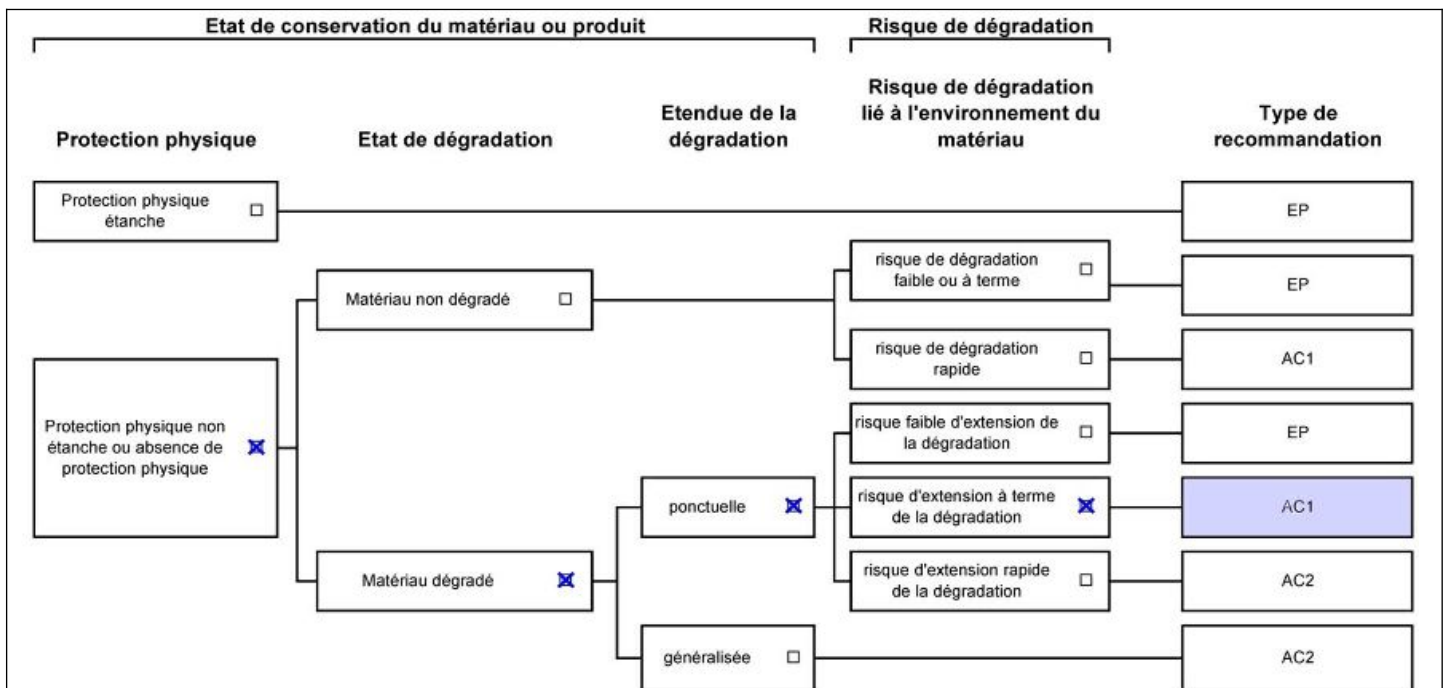 Etat de conservation du matériau ou produit
Risque de dégradation
Protection physique
Etat de dégradation
Etendue de la
dégradation
Risque de dégradation
lié à l'environnement du
matériau
Type de
recommandation
Protection physique
étanche
EP
Matériau non dégradé
risque de dégradation
faible ou à terme
EP
risque de dégradation
rapide
AC1
Protection physique non
étanche ou absence de
protection physique
risque faible d'extension de
la dégradation
EP
ponctuelle
risque d'extension à terme
de la dégradation
AC1
Matériau dégradé
risque d'extension rapide
de la dégradation
AC2
généralisée
AC2